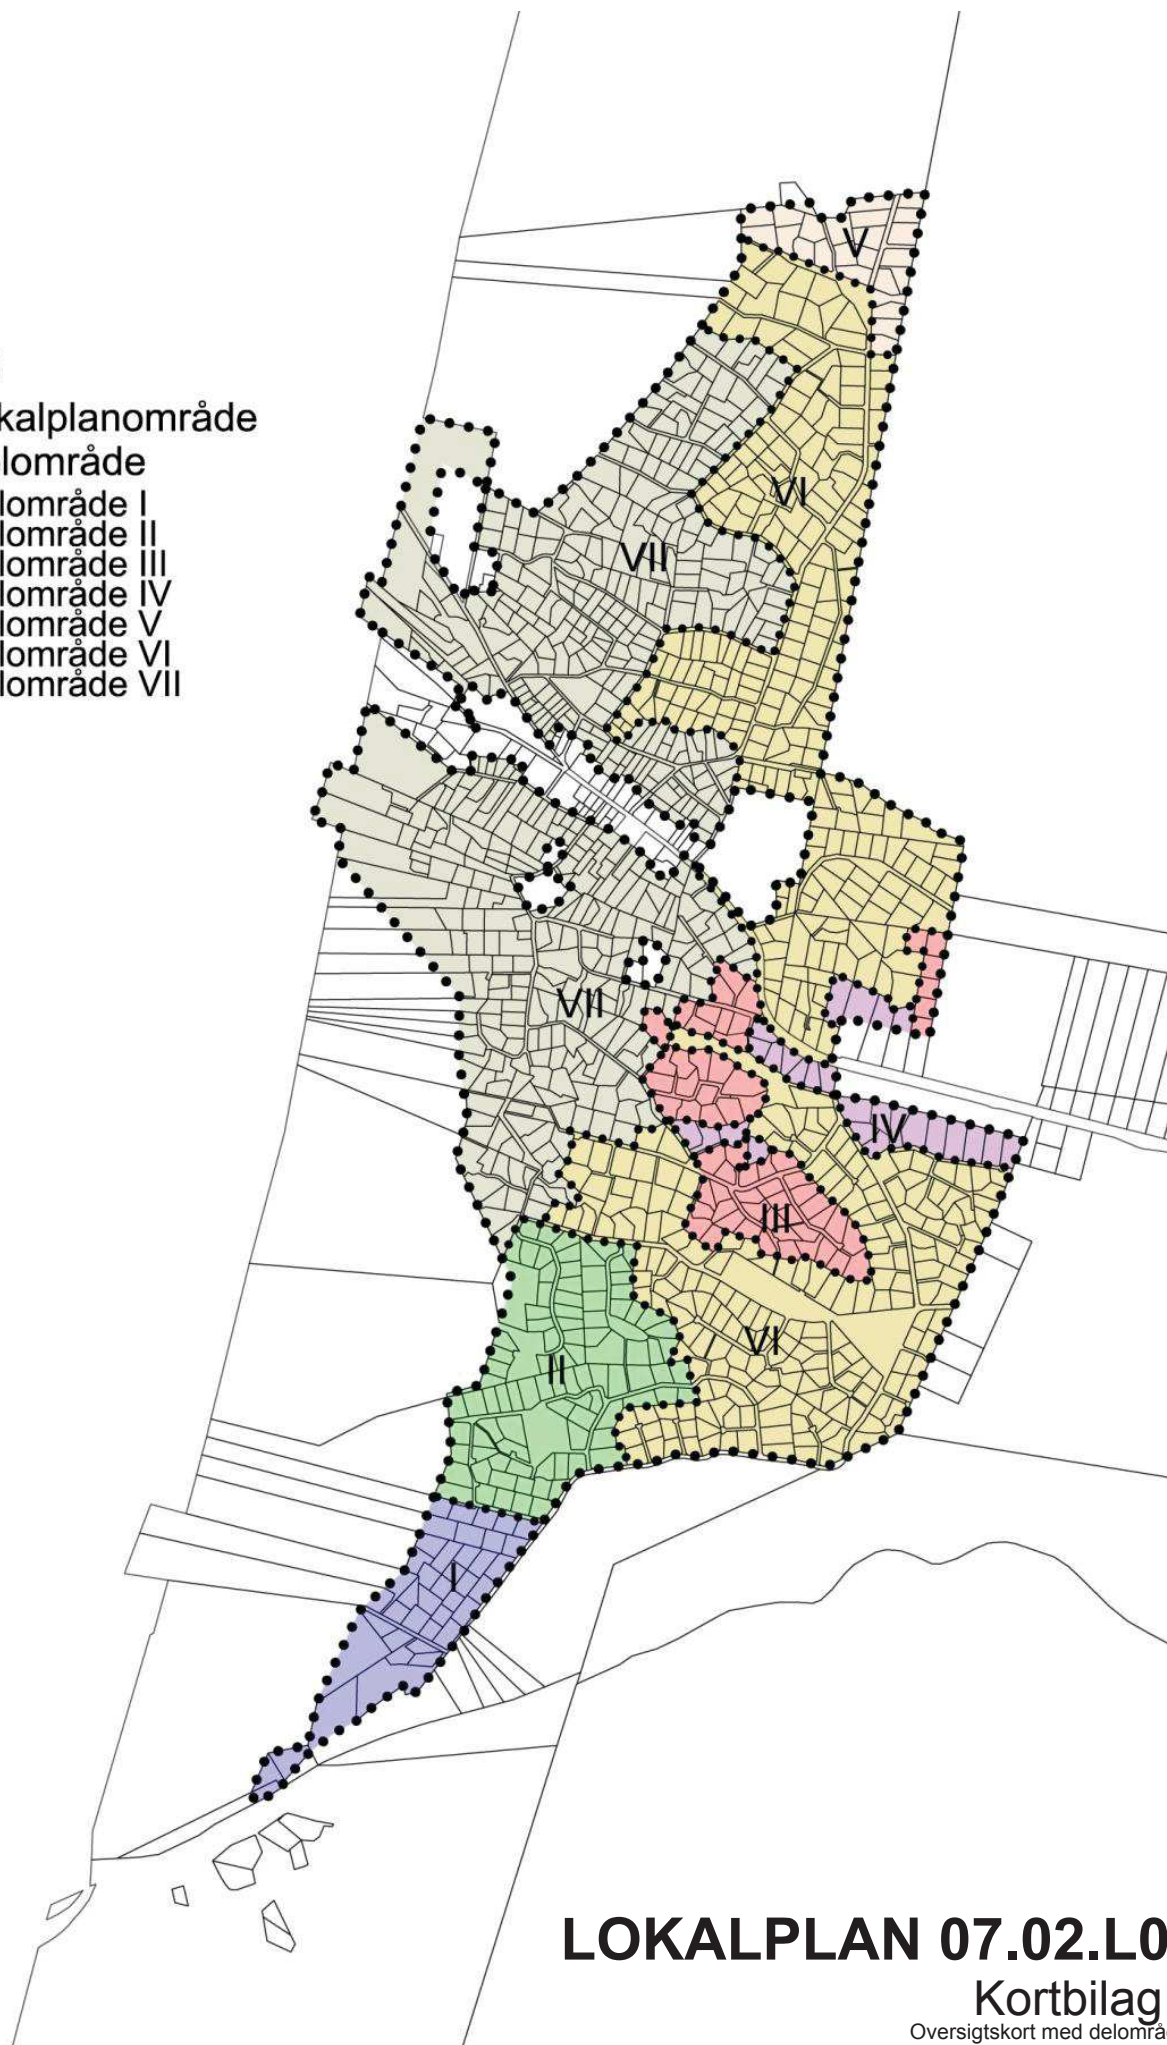 kalplanområde
lområde
lområde I
lområde II
lområde III
lområde IV
lområde V
lområde VI
lområde VII
V
VI
VII
VII
IV
III
VI
II
I
LOKALPLAN 07.02.L0
Kortbilag
Oversigtskort med delområ